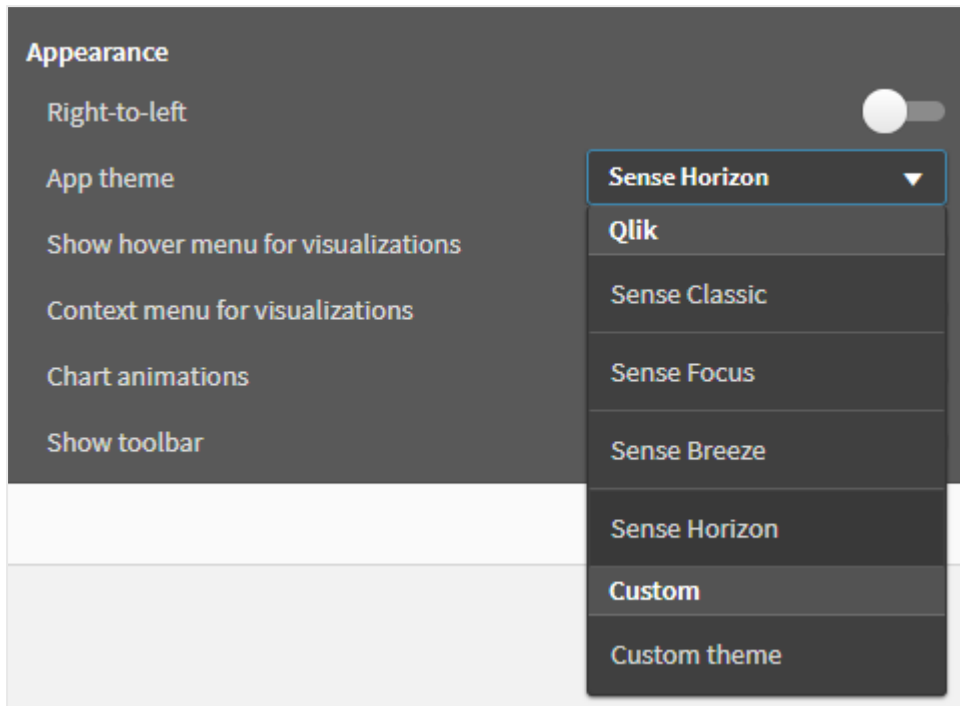 Appearance
Right-to-left
App theme
Sense Horizon
Show hover menu for visualizations
Context menu for visualizations
Chart animations
Show toolbar
Qlik
Sense Classic
Sense Focus
Sense Breeze
Sense Horizon
Custom
Custom theme